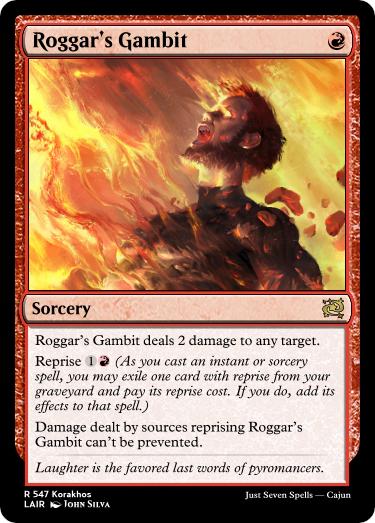 Roggar's Gambit
Sorcery
Roggar's Gambit deals 2 damage to any target.
Reprise 1 (As you cast an instant or sorcery
spell, you may exile one card with reprise from your
graveyard and pay its reprise cost. If you do, add its
effects to that spell.)
Damage dealt by sources reprising Roggar's
Gambit can't be prevented.
Laughter is the favored last words of pyromancers.
R 547 Korakhos
Just Seven Spells — Cajun
LAIR John Silva